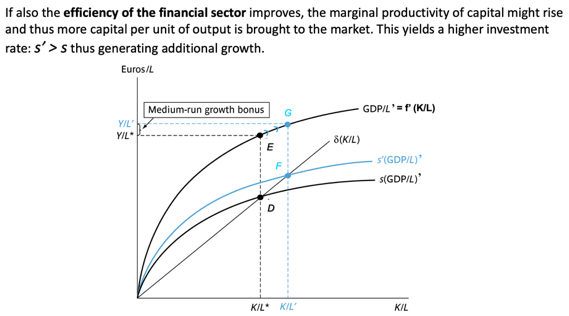 If also the efficiency of the financial sector improves, the marginal productivity of capital might rise
and thus more capital per unit of output is brought to the market. This yields a higher investment
rate: s’ > s thus generating additional growth.
Euros/L
Medium-run growth bonus
G
GDP/L’ = f’ (K/L)
Y/L’
Y/L*
E
δ(K/L)
F
s’(GDP/L)’
s(GDP/L)’
D
K/L* K/L’ K/L